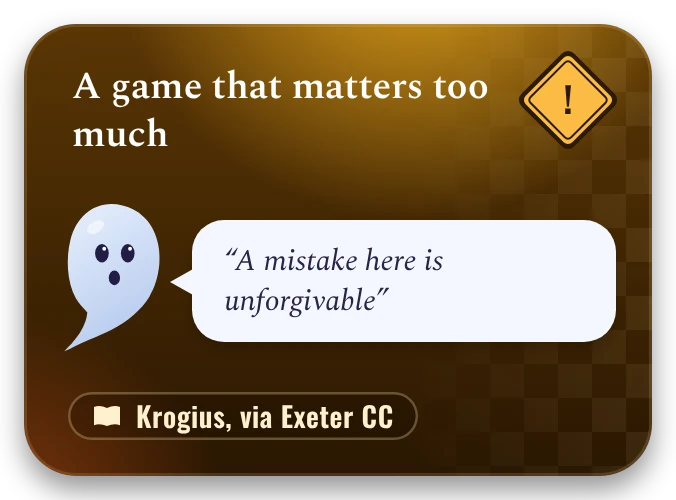 A game that matters too
much
!
“A mistake here is
unforgivable”
Krogius, via Exeter CC